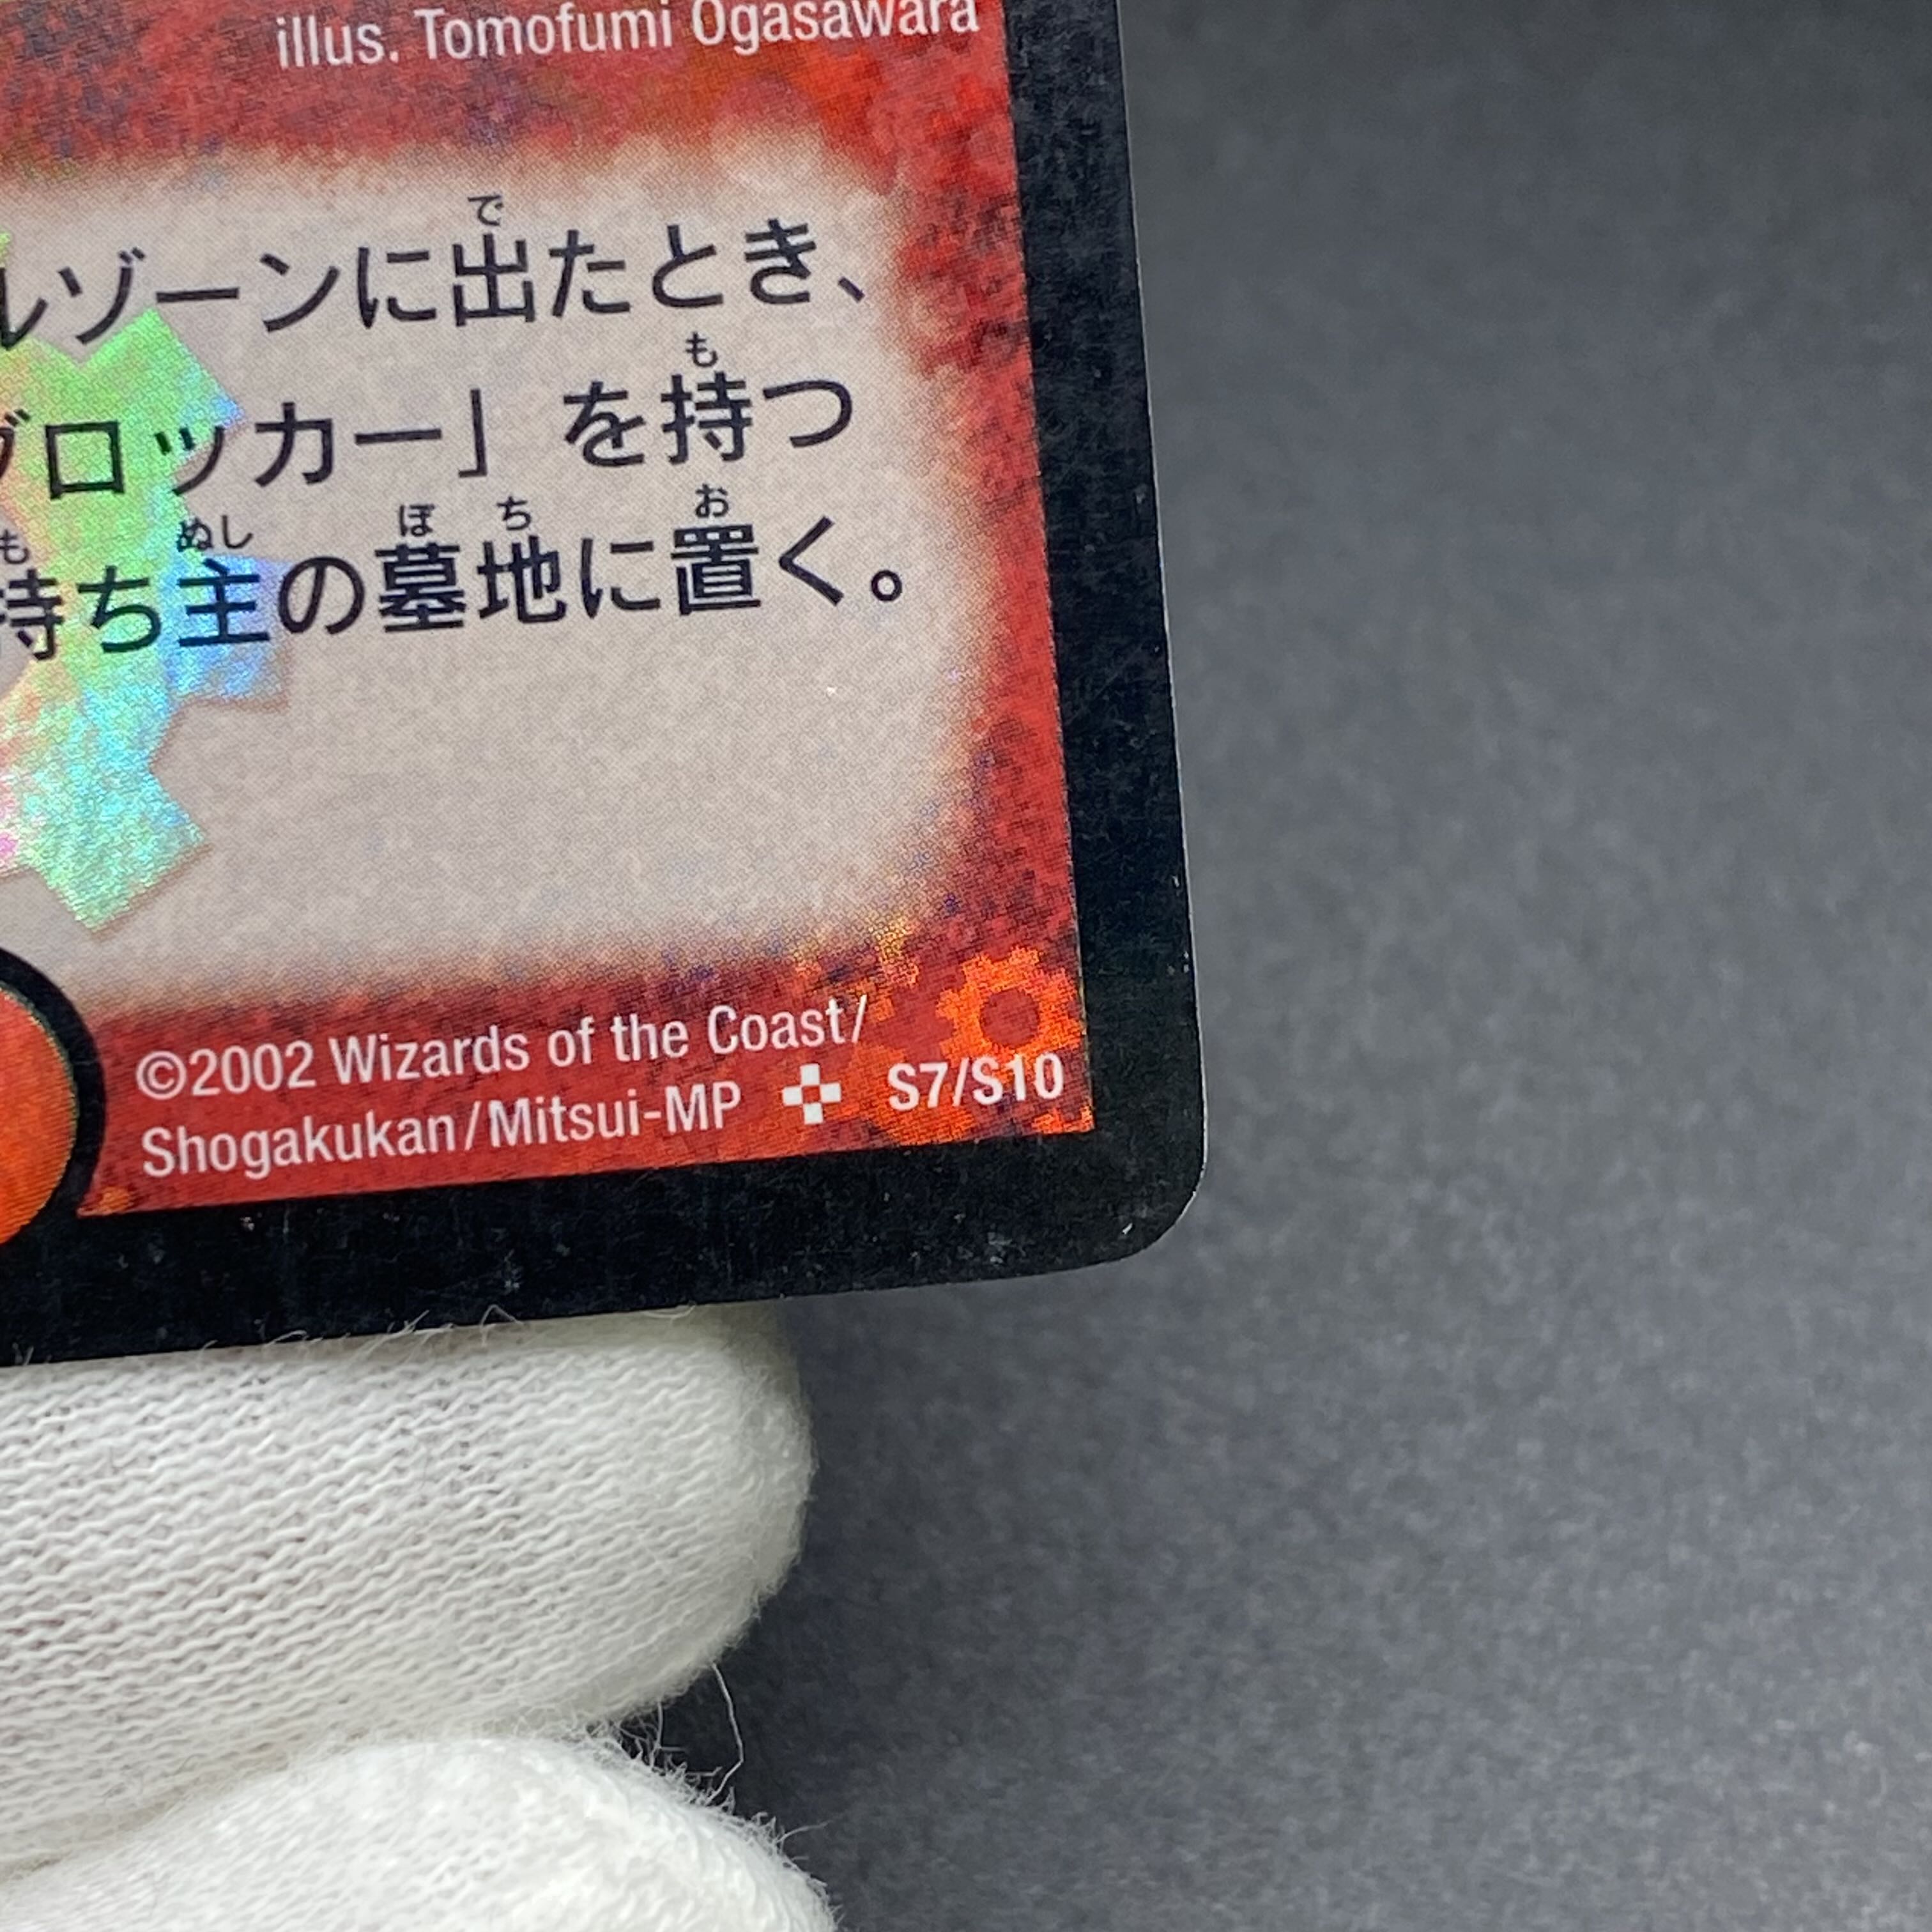 illus. Tomofumi Ogasawara
ルゾーンに出たとき、
ブロッカー」を持つ
持ち主の墓地に置く。
©2002 Wizards of the Coast/
Shogakukan/Mitsui-MP S7/S10